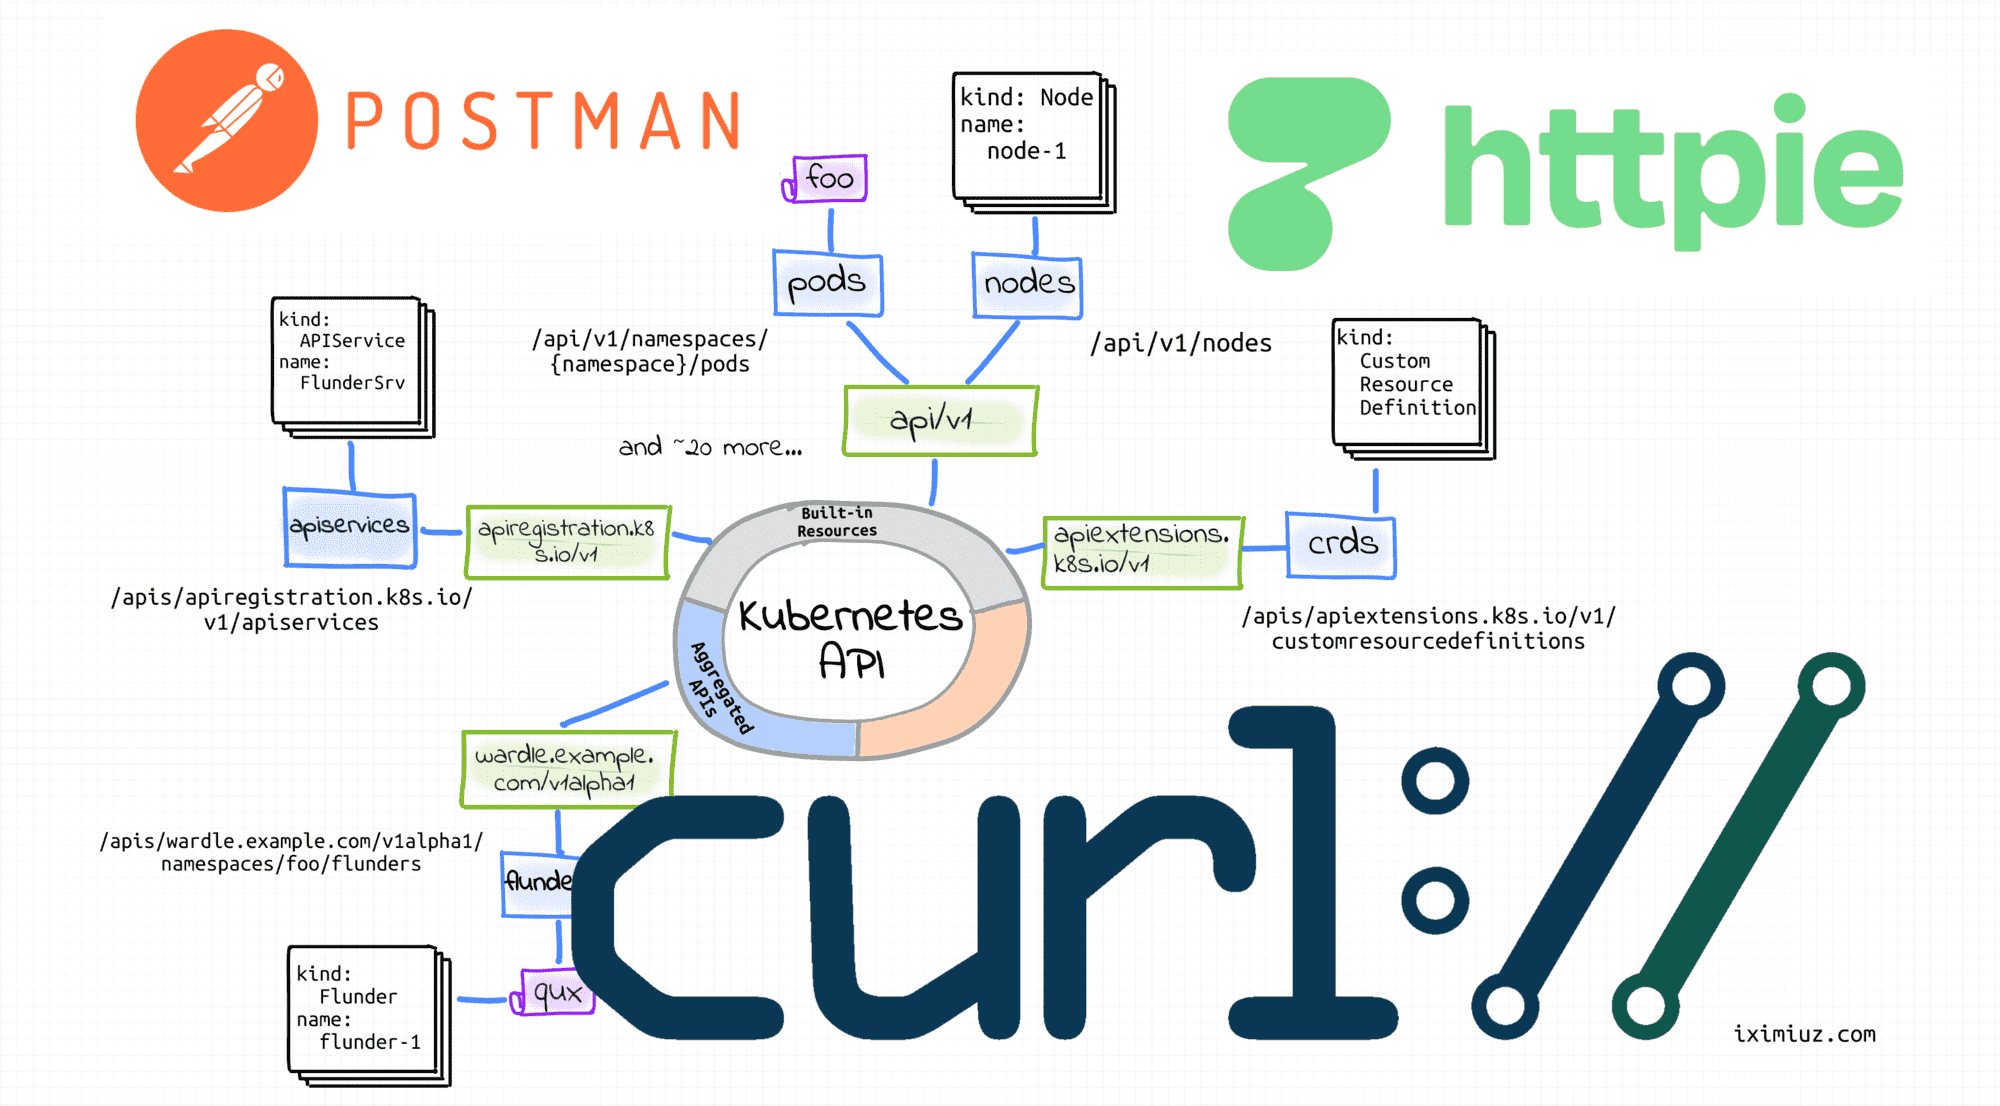 POSTMAN
httpie
kind: Node
name:
node-1
foo
pods
nodes
/api/v1/namespaces/
{namespace}/pods
/api/v1/nodes
kind:
APIService
name:
FlunderSrv
kind:
Custom
Resource
Definition
api/v1
and ~20 more...
apiservices
apiregistration.k8
s.io/v1
Built-in
Resources
apiextensions.
k8s.io/v1
crds
/apis/apiregistration.k8s.io/
v1/apiservices
Kubernetes
API
/apis/apiextensions.k8s.io/v1/
customresourcedefinitions
Aggregated
APIs
wardle.example.
com/v1alpha1
/apis/wardle.example.com/v1alpha1/
namespaces/foo/flunders
flunde
curl://
kind:
Flunder
name:
flunder-1
qux
iximiuz.com